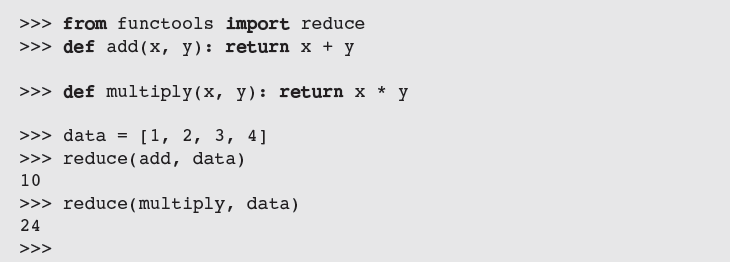 >>> from functools import reduce
>>> def add(x, y): return x + y
>>> def multiply(x, y): return x * y
>>> data = [1, 2, 3, 4]
>>> reduce(add, data)
10
>>> reduce(multiply, data)
24
>>>